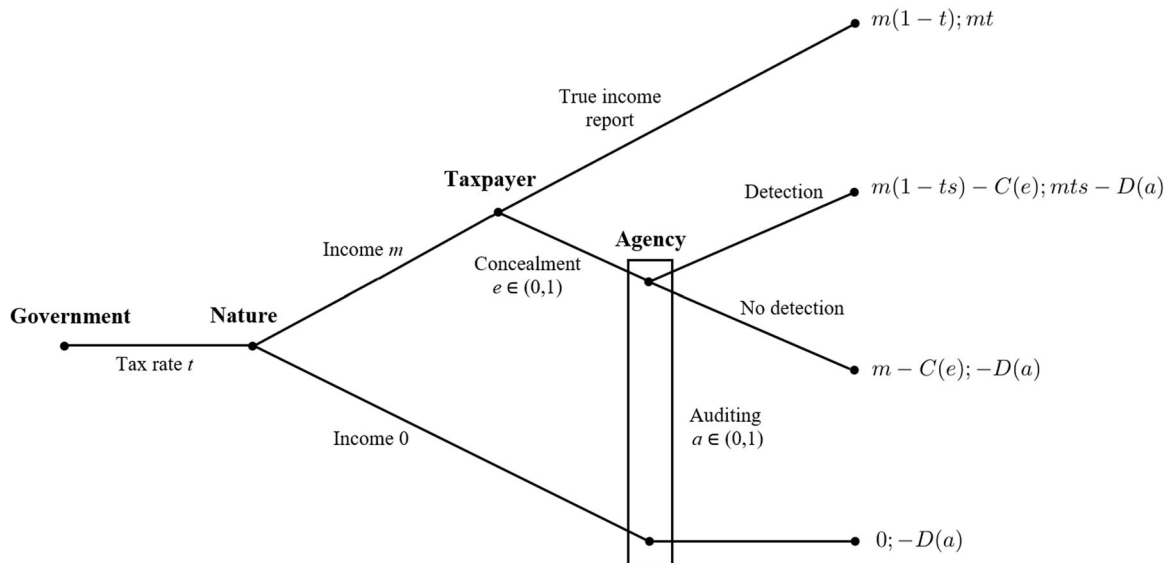 m(1 − t); mt
True income
report
Taxpayer
Detection
m(1 − ts) − C(e); mts − D(a)
Agency
Income m
Concealment
e ∈ (0,1)
No detection
Government
Nature
Tax rate t
m − C(e); −D(a)
Auditing
a ∈ (0,1)
Income 0
0; −D(a)